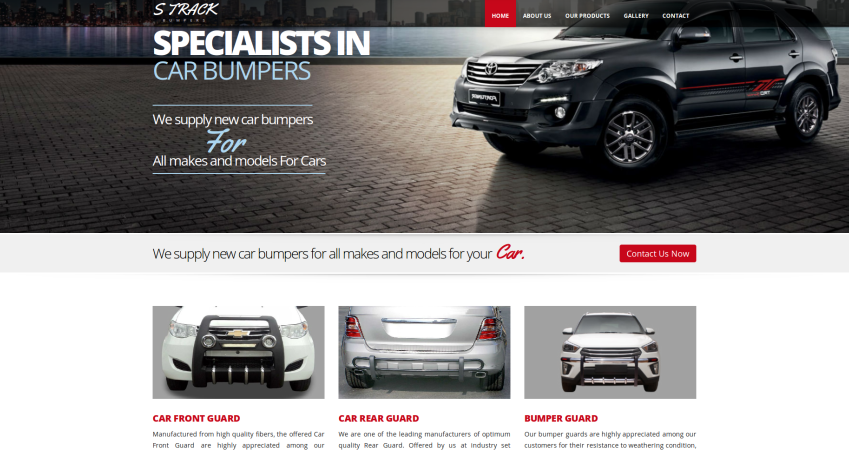 S TRACK
BUMPERS
HOME ABOUT US OUR PRODUCTS GALLERY CONTACT
SPECIALISTS IN
CAR BUMPERS
We supply new car bumpers
For
All makes and models For Cars
We supply new car bumpers for all makes and models for your Car.
Contact Us Now
CAR FRONT GUARD
Manufactured from high quality fibers, the offered Car
Front Guard are highly appreciated among our
CAR REAR GUARD
We are one of the leading manufacturers of optimum
quality Rear Guard. Offered by us at industry set
BUMPER GUARD
Our bumper guards are highly appreciated among our
customers for their resistance to weathering condition,